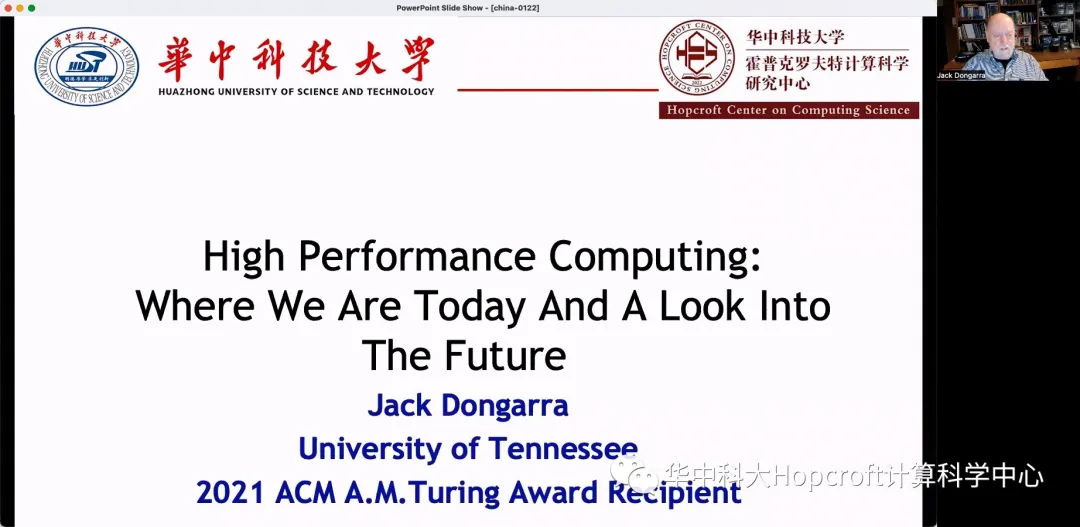 PowerPoint Slide Show - [china-0122]
華中科技大学
HUAZHONG UNIVERSITY OF SCIENCE AND TECHNOLOGY
华中科技大学
霍普克罗夫特计算科学
研究中心
Hopcroft Center on Computing Science
Jack Dongarra
High Performance Computing:
Where We Are Today And A Look Into
The Future
Jack Dongarra
University of Tennessee
2021 ACM A.M.Turing Award Recipient
华中科大Hopcroft计算科学中心